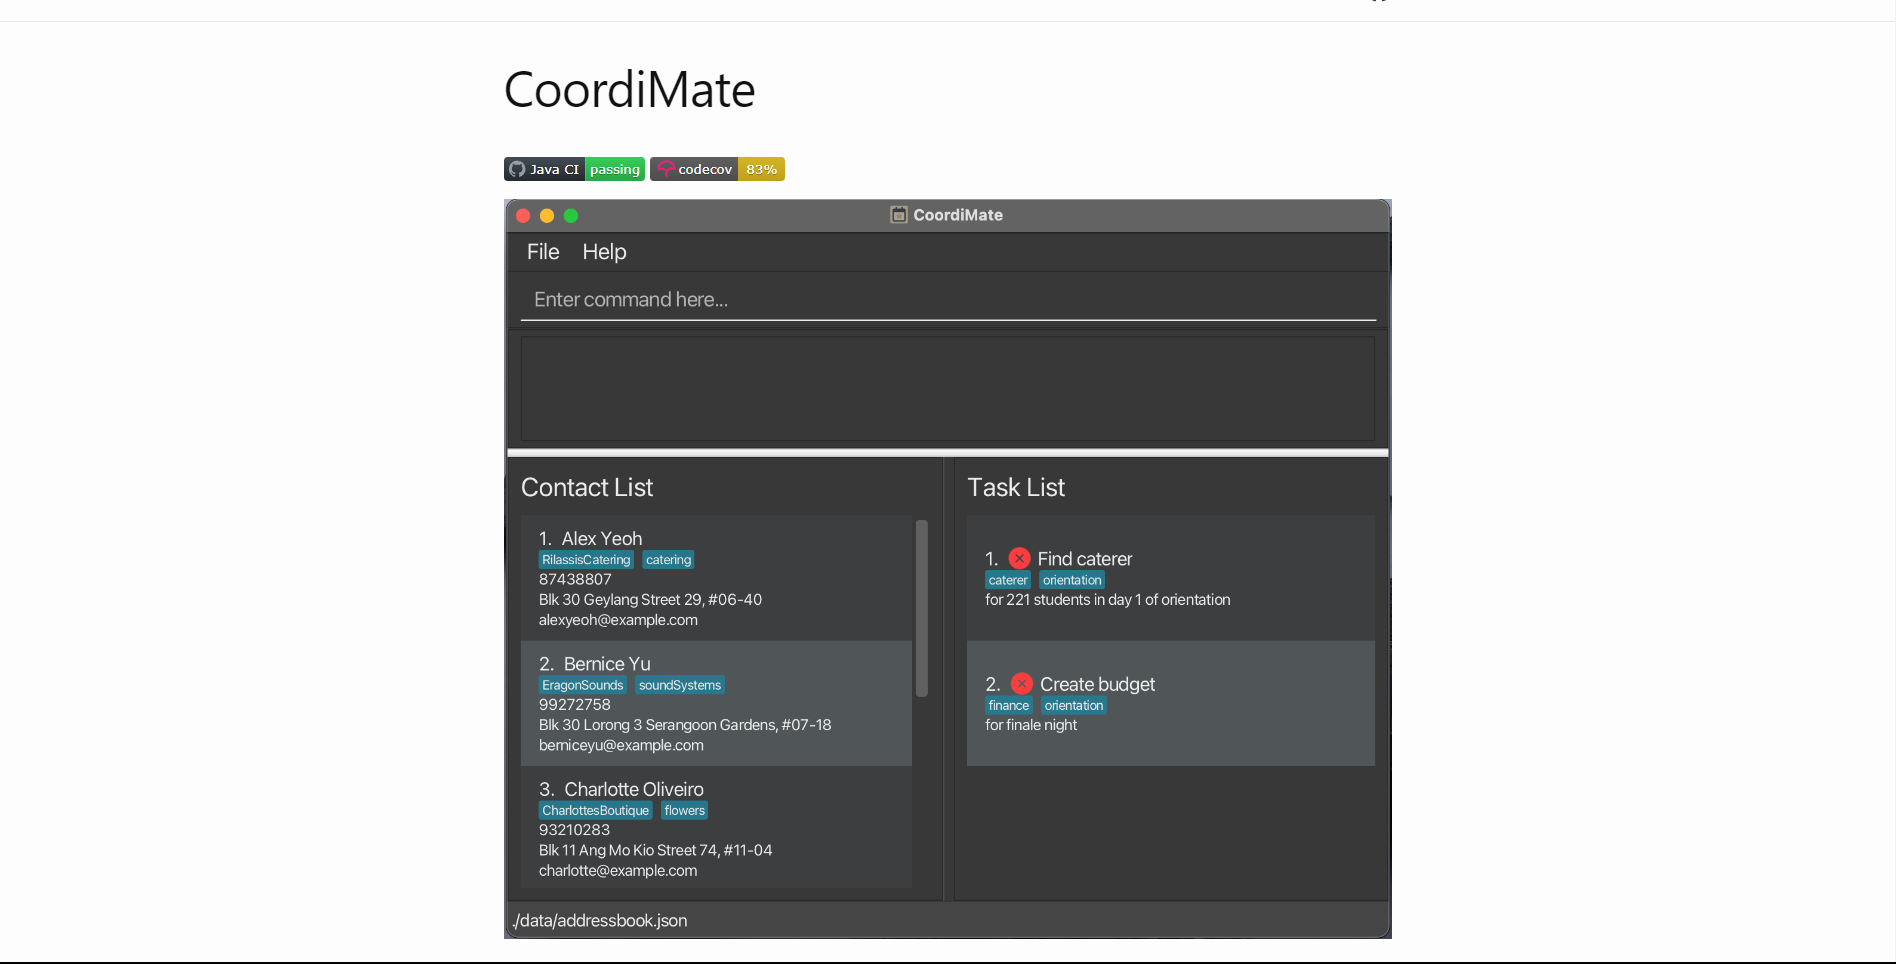 CoordiMate
Java CI passing codecov 83%
CoordiMate
File Help
Enter command here...
Contact List
1. Alex Yeoh
RilassisCatering catering
87438807
Blk 30 Geylang Street 29, #06-40
alexyeoh@example.com
2. Bernice Yu
EragonSounds soundSystems
99272758
Blk 30 Lorong 3 Serangoon Gardens, #07-18
berniceyu@example.com
3. Charlotte Oliveiro
CharlottesBoutique flowers
93210283
Blk 11 Ang Mo Kio Street 74, #11-04
charlotte@example.com
Task List
1. Find caterer
caterer orientation
for 221 students in day 1 of orientation
2. Create budget
finance orientation
for finale night
./data/addressbook.json